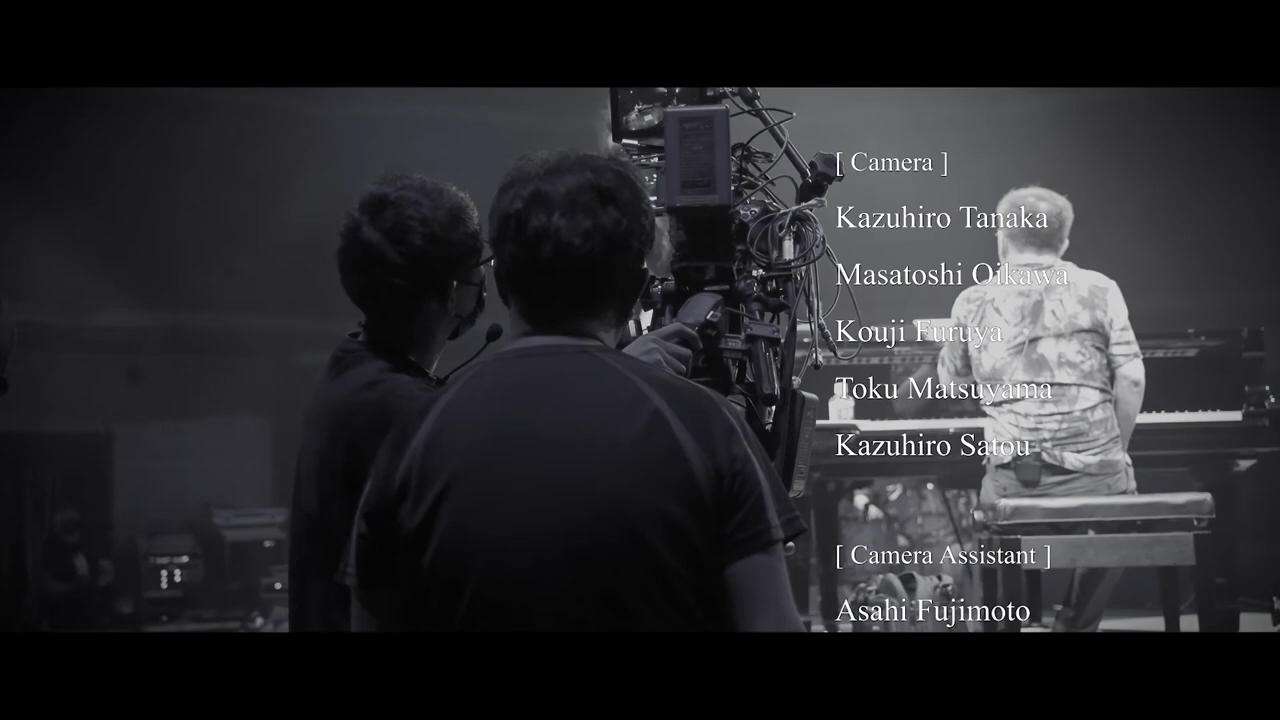 [ Camera ]
Kazuhiro Tanaka
Masatoshi Oikawa
Kouji Furuya
Toku Matsuyama
Kazuhiro Satou
[ Camera Assistant ]
Asahi Fujimoto